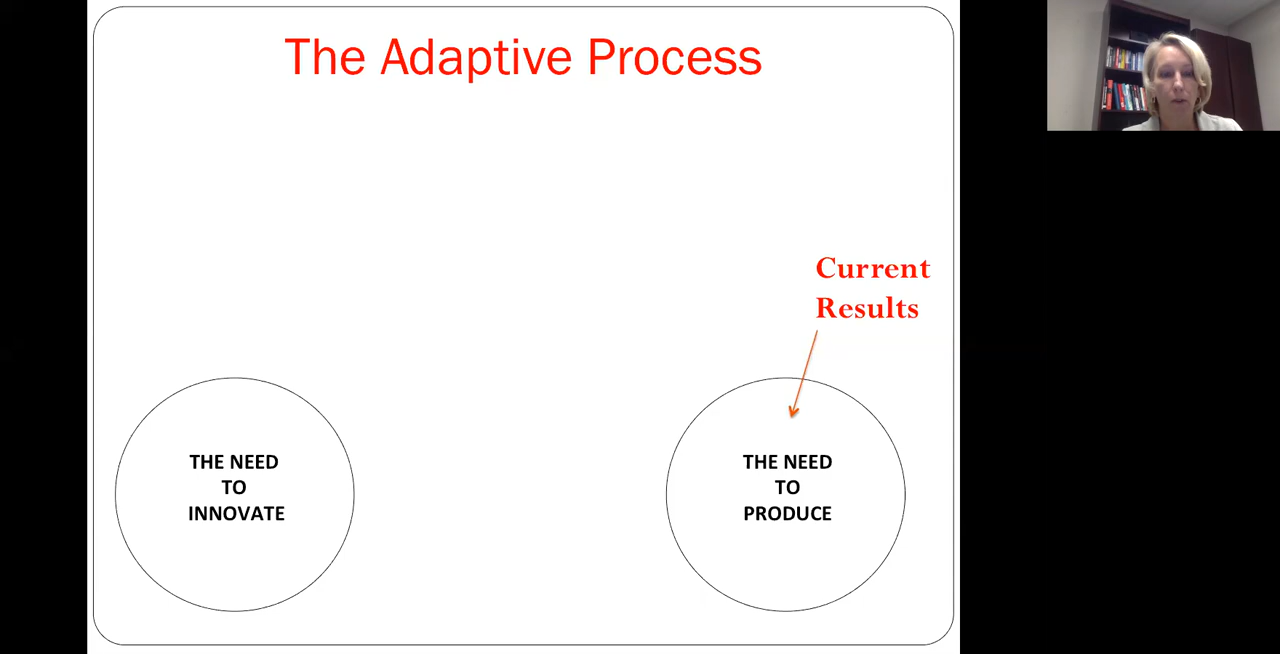 The Adaptive Process
Current
Results
THE NEED
TO
INNOVATE
THE NEED
TO
PRODUCE